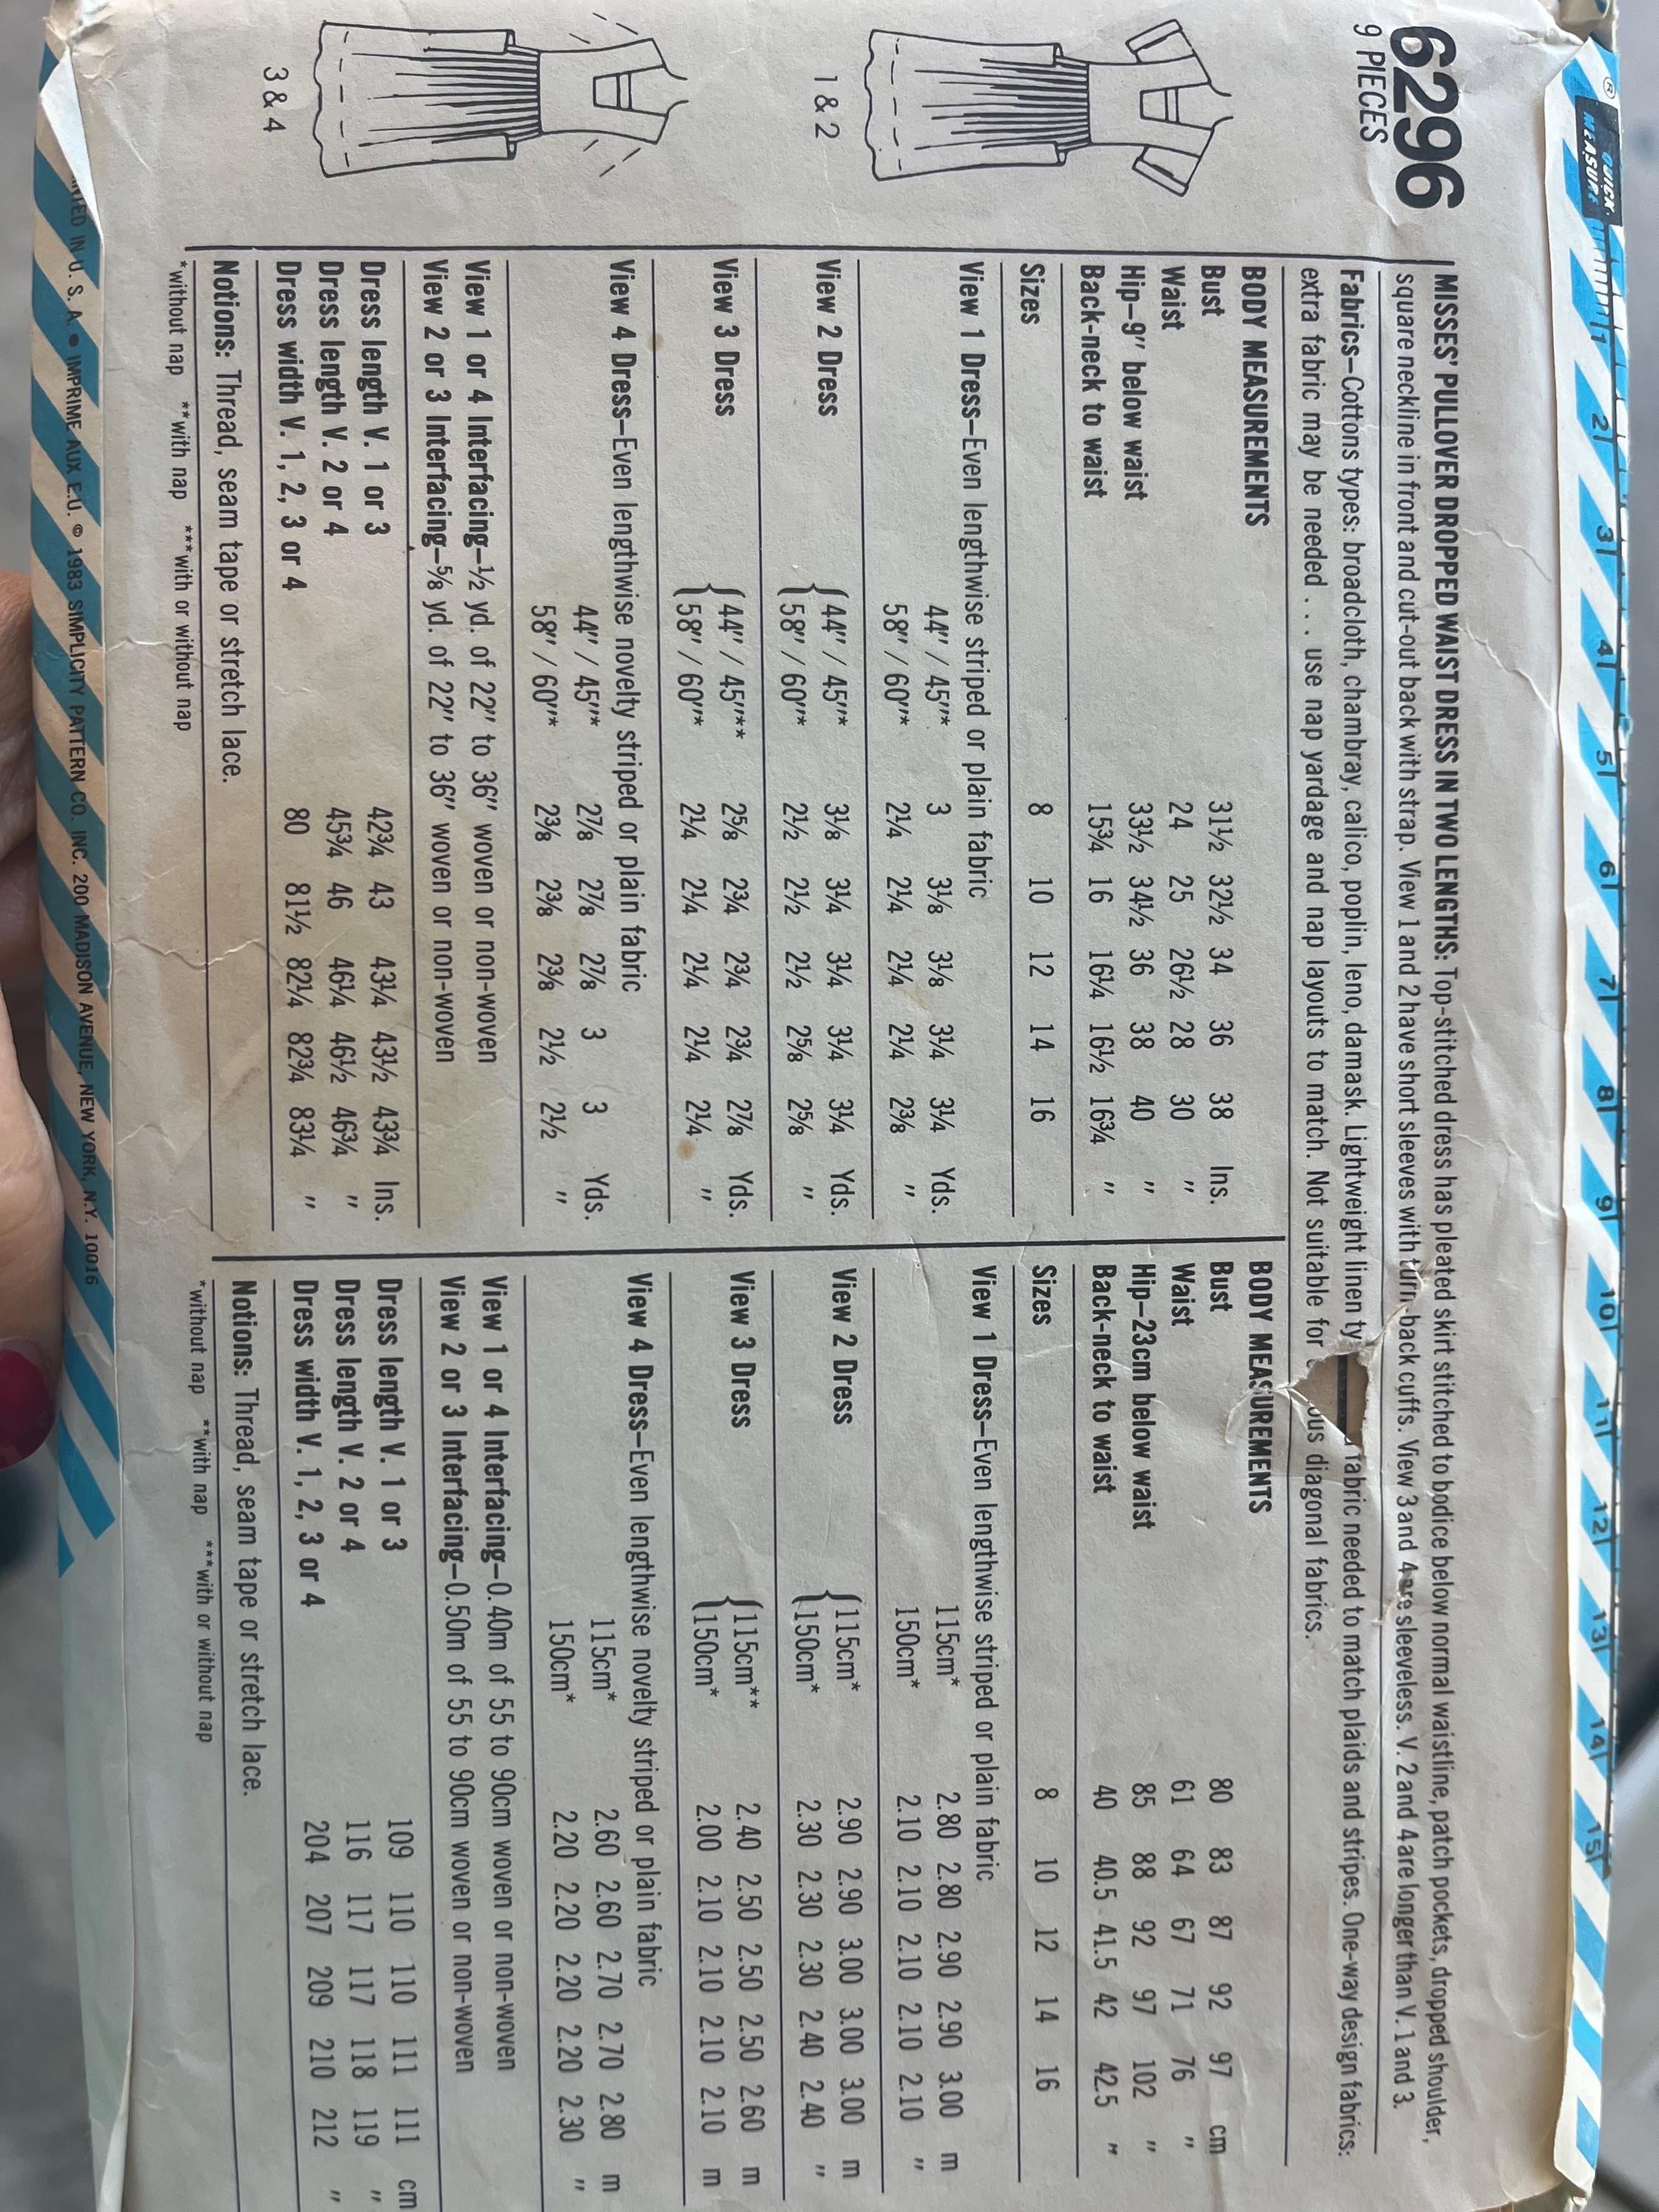 QUICK
MEASURE ®
1 2 3 4 5 6 7 8 9 10 11 12 13 14 15
6296
9 PIECES
1 & 2
3 & 4
MISSES' PULLOVER DROPPED WAIST DRESS IN TWO LENGTHS: Top-stitched dress has pleated skirt stitched to bodice below normal waistline, patch pockets, dropped shoulder,
square neckline in front and cut-out back with strap. View 1 and 2 have short sleeves with turn-back cuffs. View 3 and 4 are sleeveless. V. 2 and 4 are longer than V. 1 and 3.
Fabrics–Cottons types: broadcloth, chambray, calico, poplin, leno, damask. Lightweight linen ty fabric needed to match plaids and stripes. One-way design fabrics:
extra fabric may be needed . . . use nap yardage and nap layouts to match. Not suitable for ous diagonal fabrics.
BODY MEASUREMENTS
Bust 31½ 32½ 34 36 38 Ins.
Waist 24 25 26½ 28 30 "
Hip–9" below waist 33½ 34½ 36 38 40 "
Back-neck to waist 15¾ 16 16¼ 16½ 16¾ "
Sizes 8 10 12 14 16
View 1 Dress–Even lengthwise striped or plain fabric
44" / 45"* 3 3⅛ 3⅛ 3¼ 3¼ Yds.
58" / 60"* 2¼ 2¼ 2¼ 2¼ 2⅜ "
View 2 Dress {44" / 45"* 3⅛ 3¼ 3¼ 3¼ 3¼ Yds.
{58" / 60"* 2½ 2½ 2½ 2⅝ 2⅝ "
View 3 Dress {44" / 45"** 2⅝ 2¾ 2¾ 2¾ 2⅞ Yds.
{58" / 60"* 2¼ 2¼ 2¼ 2¼ 2¼ "
View 4 Dress–Even lengthwise novelty striped or plain fabric
44" / 45"* 2⅞ 2⅞ 2⅞ 3 3 Yds.
58" / 60"* 2⅜ 2⅜ 2⅜ 2½ 2½ "
View 1 or 4 Interfacing–½ yd. of 22" to 36" woven or non-woven
View 2 or 3 Interfacing–⅝ yd. of 22" to 36" woven or non-woven
Dress length V. 1 or 3 42¾ 43 43¼ 43½ 43¾ Ins.
Dress length V. 2 or 4 45¾ 46 46¼ 46½ 46¾ "
Dress width V. 1, 2, 3 or 4 80 81½ 82¼ 82¾ 83¼ "
Notions: Thread, seam tape or stretch lace.
*without nap **with nap ***with or without nap
BODY MEASUREMENTS
Bust 80 83 87 92 97 cm
Waist 61 64 67 71 76 "
Hip–23cm below waist 85 88 92 97 102 "
Back-neck to waist 40 40.5 41.5 42 42.5 "
Sizes 8 10 12 14 16
View 1 Dress–Even lengthwise striped or plain fabric
115cm* 2.80 2.80 2.90 2.90 3.00 m
150cm* 2.10 2.10 2.10 2.10 2.10 "
View 2 Dress {115cm* 2.90 2.90 3.00 3.00 3.00 m
{150cm* 2.30 2.30 2.30 2.40 2.40 "
View 3 Dress {115cm** 2.40 2.50 2.50 2.50 2.60 m
{150cm* 2.00 2.10 2.10 2.10 2.10 m
View 4 Dress–Even lengthwise novelty striped or plain fabric
115cm* 2.60 2.60 2.70 2.70 2.80 m
150cm* 2.20 2.20 2.20 2.20 2.30 "
View 1 or 4 Interfacing–0.40m of 55 to 90cm woven or non-woven
View 2 or 3 Interfacing–0.50m of 55 to 90cm woven or non-woven
Dress length V. 1 or 3 109 110 110 111 111 cm
Dress length V. 2 or 4 116 117 117 118 119 "
Dress width V. 1, 2, 3 or 4 204 207 209 210 212 "
Notions: Thread, seam tape or stretch lace.
*without nap **with nap ***with or without nap
NTED IN U. S. A. • IMPRIME AUX E.U. © 1983 SIMPLICITY PATTERN CO. INC. 200 MADISON AVENUE, NEW YORK, N.Y. 10016